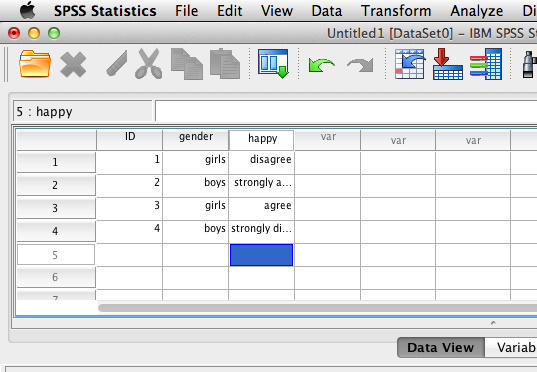 SPSS Statistics File Edit View Data Transform Analyze Di
Untitled1 [DataSet0] – IBM SPSS St
5 : happy
ID gender happy var var var
1 1 girls disagree
2 2 boys strongly a...
3 3 girls agree
4 4 boys strongly di...
5
6
Data View Variab